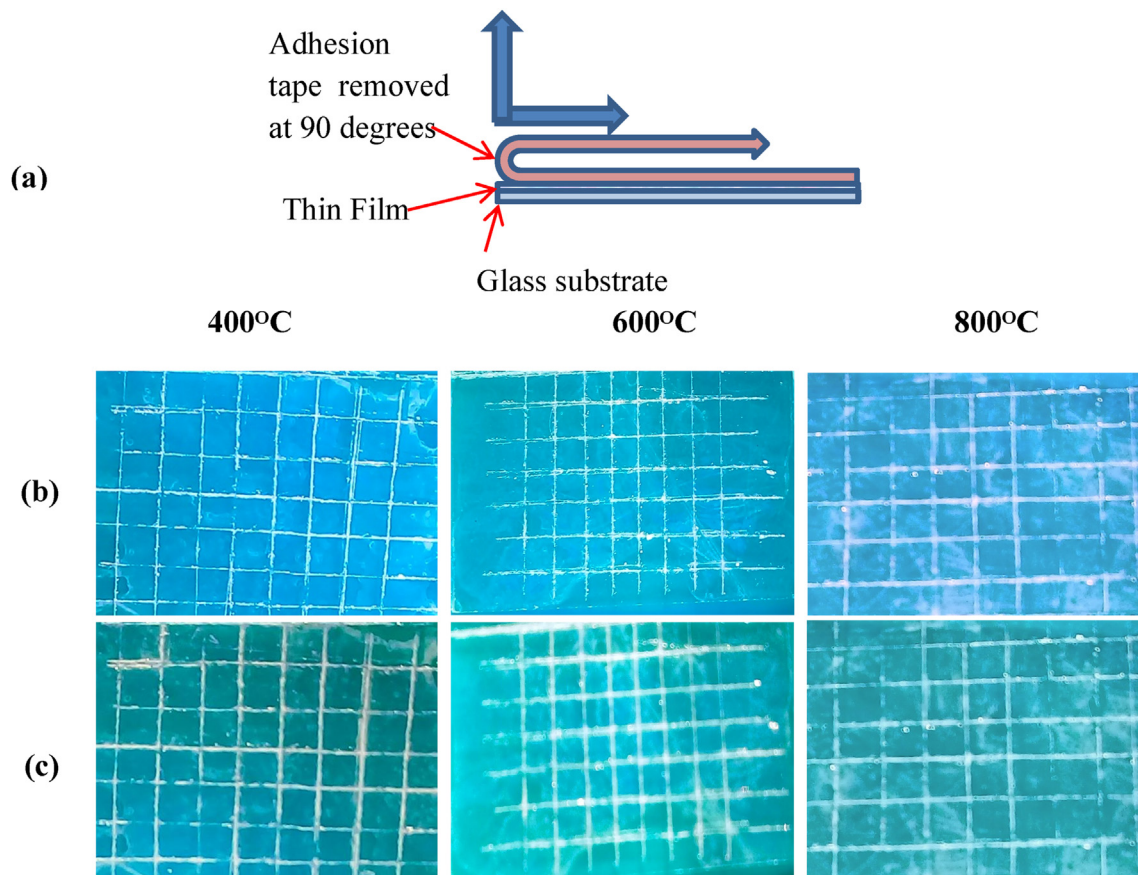 Adhesion
tape removed
at 90 degrees
(a)
Thin Film
Glass substrate
400ᴼC
600ᴼC
800ᴼC
(b)
(c)